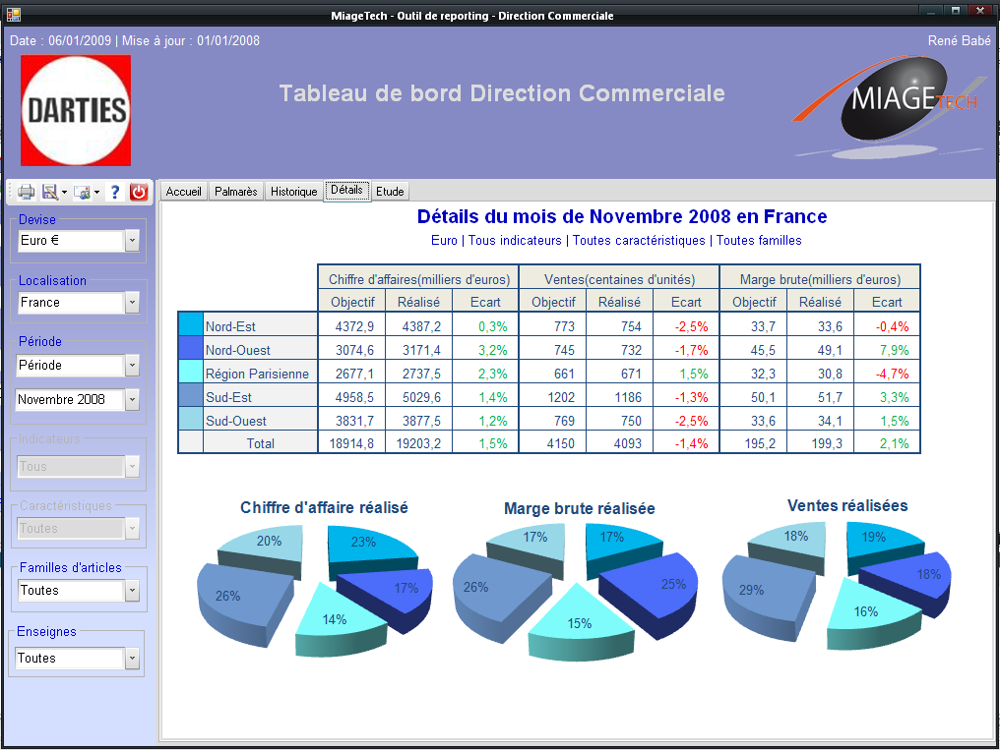 MiageTech - Outil de reporting - Direction Commerciale
Date : 06/01/2009 | Mise à jour : 01/01/2008
René Babé
DARTIES
Tableau de bord Direction Commerciale
MIAGETECH
Accueil Palmarès Historique Détails Etude
Devise
Euro €
Localisation
France
Période
Période
Novembre 2008
Indicateurs
Tous
Caractéristiques
Toutes
Familles d'articles
Toutes
Enseignes
Toutes
Détails du mois de Novembre 2008 en France
Euro | Tous indicateurs | Toutes caractéristiques | Toutes familles
Chiffre d'affaires(milliers d'euros) Ventes(centaines d'unités) Marge brute(milliers d'euros)
Objectif Réalisé Ecart Objectif Réalisé Ecart Objectif Réalisé Ecart
Nord-Est 4372,9 4387,2 0,3% 773 754 -2,5% 33,7 33,6 -0,4%
Nord-Ouest 3074,6 3171,4 3,2% 745 732 -1,7% 45,5 49,1 7,9%
Région Parisienne 2677,1 2737,5 2,3% 661 671 1,5% 32,3 30,8 -4,7%
Sud-Est 4958,5 5029,6 1,4% 1202 1186 -1,3% 50,1 51,7 3,3%
Sud-Ouest 3831,7 3877,5 1,2% 769 750 -2,5% 33,6 34,1 1,5%
Total 18914,8 19203,2 1,5% 4150 4093 -1,4% 195,2 199,3 2,1%
Chiffre d'affaire réalisé
20% 23%
17%
26%
14%
Marge brute réalisée
17% 17%
25%
26%
15%
Ventes réalisées
18% 19%
18%
29%
16%